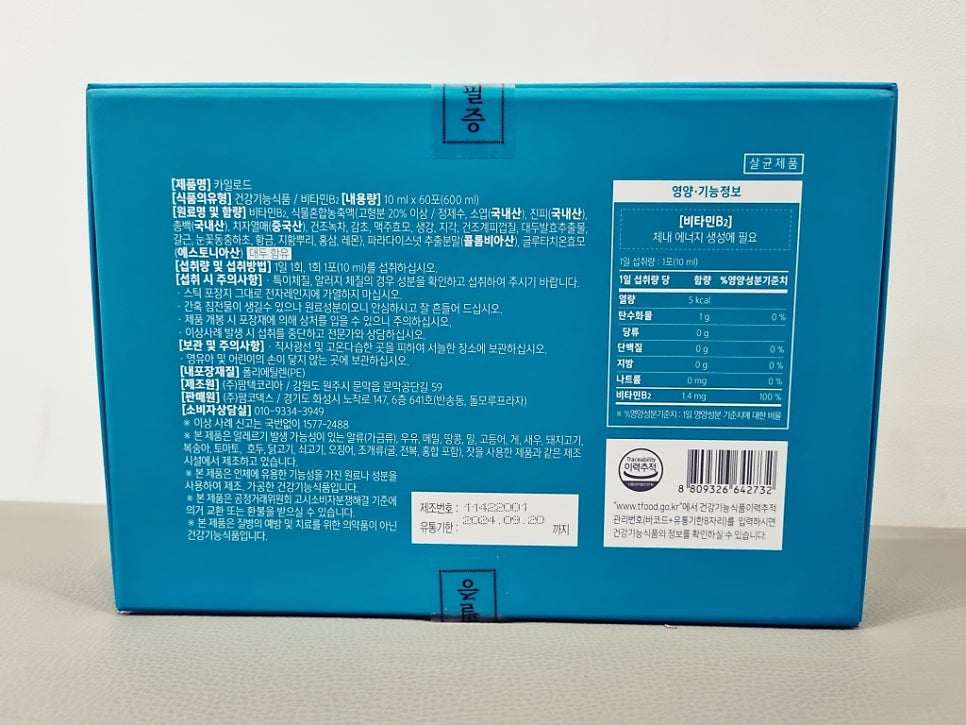 필증
살균제품
[제품명] 카일로드
[식품의유형] 건강기능식품 / 비타민B₂ [내용량] 10 ml x 60포(600 ml)
[원료명 및 함량] 비타민B₂, 식물혼합농축액(고형분 20% 이상 / 정제수, 소엽(국내산), 진피(국내산),
총백(국내산), 치자열매(중국산), 건조녹차, 감초, 맥주효모, 생강, 지각, 건조계피껍질, 대두발효추출물,
갈근, 눈꽃동충하초, 황금, 지황뿌리, 홍삼, 레몬), 파라다이스넛 추출분말(콜롬비아산), 글루타치온효모
(에스토니아산) 대두 함유
[섭취량 및 섭취방법] 1일 1회, 1회 1포(10 ml)를 섭취하십시오.
[섭취 시 주의사항] · 특이체질, 알러지 체질의 경우 성분을 확인하고 섭취하여 주시기 바랍니다.
· 스틱 포장지 그대로 전자레인지에 가열하지 마십시오.
· 간혹 침전물이 생길수 있으나 원료성분이오니 안심하시고 잘 흔들어 드십시오.
· 제품 개봉 시 포장재에 의해 상처를 입을 수 있으니 주의하십시오.
· 이상사례 발생 시 섭취를 중단하고 전문가와 상담하십시오.
[보관 및 주의사항] · 직사광선 및 고온다습한 곳을 피하여 서늘한 장소에 보관하십시오.
· 영유아 및 어린이의 손이 닿지 않는 곳에 보관하십시오.
[내포장재질] 폴리에틸렌(PE)
[제조원] (주)팜텍코리아 / 강원도 원주시 문막읍 문막공단길 59
[판매원] (주)팜코덱스 / 경기도 화성시 노작로 147, 6층 641호(반송동, 돌모루프라자)
[소비자상담실] 010-9334-3949
※ 이상 사례 신고는 국번없이 1577-2488
※ 본 제품은 알레르기 발생 가능성이 있는 알류(가금류), 우유, 메밀, 땅콩, 밀, 고등어, 게, 새우, 돼지고기,
복숭아, 토마토, 호두, 닭고기, 쇠고기, 오징어, 조개류(굴, 전복, 홍합 포함), 잣을 사용한 제품과 같은 제조
시설에서 제조하고 있습니다.
※ 본 제품은 인체에 유용한 기능성을 가진 원료나 성분을
사용하여 제조, 가공한 건강기능식품입니다.
※ 본 제품은 공정거래위원회 고시소비자분쟁해결 기준에
의거 교환 또는 환불을 받으실 수 있습니다.
※ 본 제품은 질병의 예방 및 치료를 위한 의약품이 아닌
건강기능식품입니다.
제조번호 : 11422001
유통기한 : 2024.09.20 까지
영양·기능정보
[비타민B₂]
체내 에너지 생성에 필요
1일 섭취량 : 1포(10 ml)
1일 섭취량 당 함량 %영양성분기준치
열량 5 kcal
탄수화물 1 g 0 %
당류 0 g
단백질 0 g 0 %
지방 0 g 0 %
나트륨 0 mg 0 %
비타민B₂ 1.4 mg 100 %
※ %영양성분기준치 : 1일 영양성분 기준치에 대한 비율
Traceability
이력추적
8 809326 642732
"www.tfood.go.kr"에서 건강기능식품이력추적
관리번호(바코드+유통기한8자리)를 입력하시면
건강기능식품의 정보를 확인하실 수 있습니다.